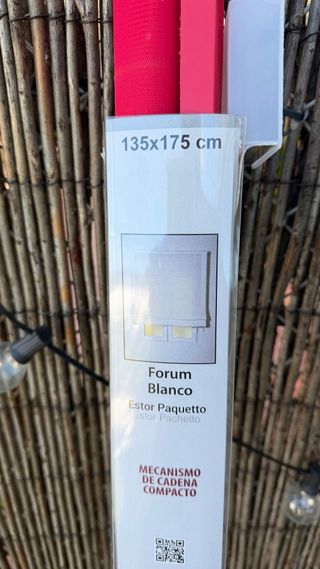 135x175 cm
Forum
Blanco
Estor Paquetto
Estor Pachetto
MECANISMO
DE CADENA
COMPACTO